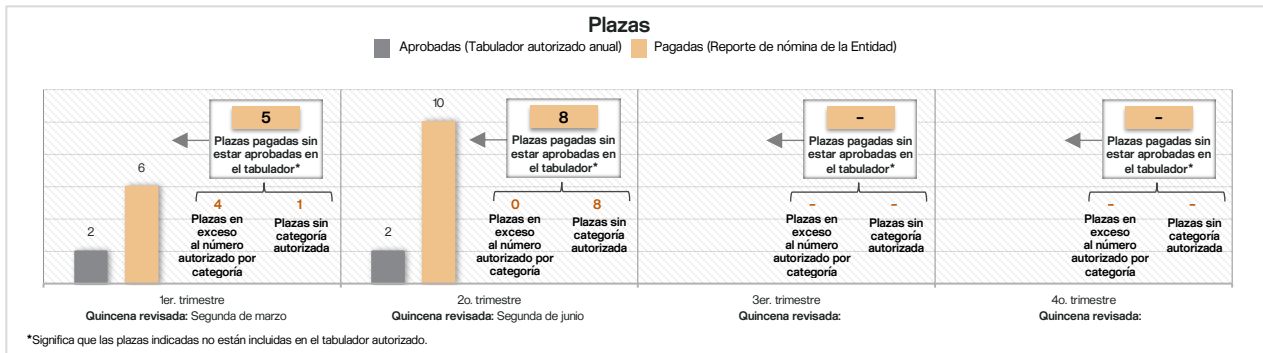 Plazas
Aprobadas (Tabulador autorizado anual)
Pagadas (Reporte de nómina de la Entidad)
2
6
5
Plazas pagadas sin
estar aprobadas en
el tabulador*
4
Plazas en
exceso
al número
autorizado por
categoría
1
Plazas sin
categoría
autorizada
2
10
8
Plazas pagadas sin
estar aprobadas en
el tabulador*
0
Plazas en
exceso
al número
autorizado por
categoría
8
Plazas sin
categoría
autorizada
-
Plazas pagadas sin
estar aprobadas en
el tabulador*
-
Plazas en
exceso
al número
autorizado por
categoría
-
Plazas sin
categoría
autorizada
-
Plazas pagadas sin
estar aprobadas en
el tabulador*
-
Plazas en
exceso
al número
autorizado por
categoría
-
Plazas sin
categoría
autorizada
1er. trimestre
Quincena revisada: Segunda de marzo
2o. trimestre
Quincena revisada: Segunda de junio
3er. trimestre
Quincena revisada:
4o. trimestre
Quincena revisada:
*Significa que las plazas indicadas no están incluidas en el tabulador autorizado.